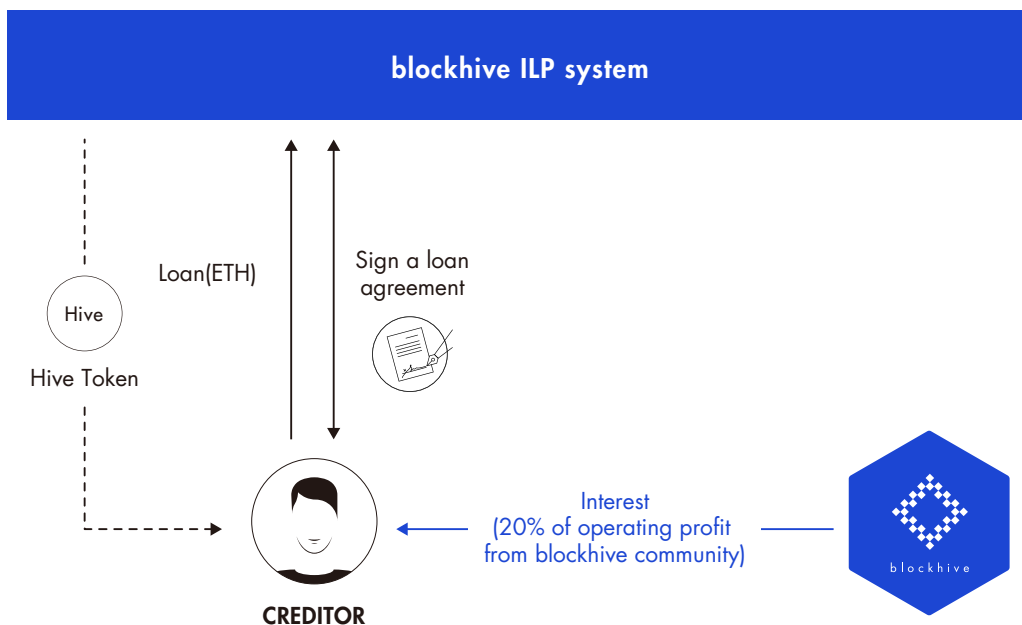 blockhive ILP system
Loan(ETH)
Sign a loan
agreement
Hive
Hive Token
Interest
(20% of operating profit
from blockhive community)
blockhive
CREDITOR